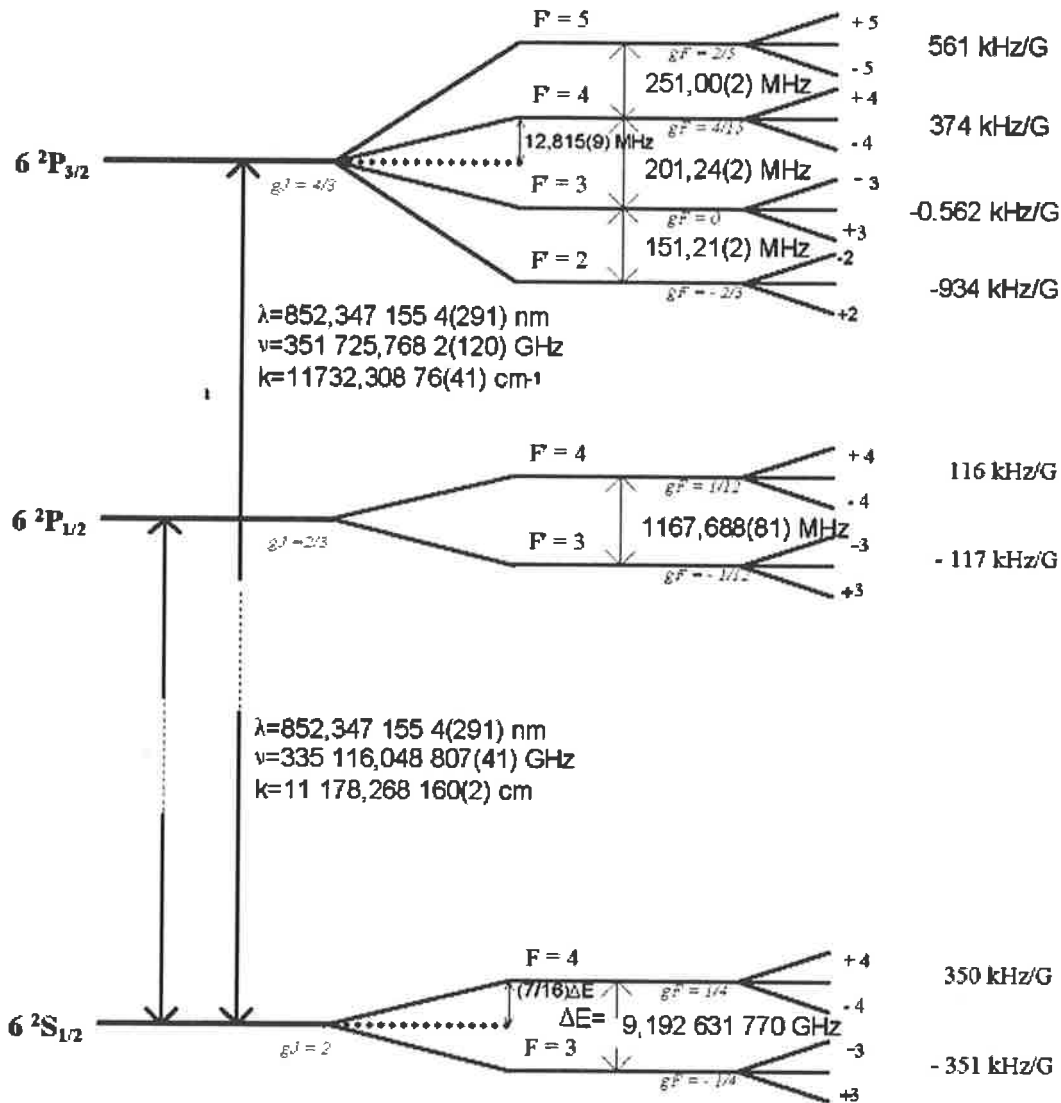 F' = 5
+5
561 kHz/G
gF = 2/5
-5
251,00(2) MHz
F' = 4
+4
12,815(9) MHz
gF = 4/15
374 kHz/G
-4
6 ²P3/2
gJ = 4/3
201,24(2) MHz
- 3
F' = 3
gF = 0
-0.562 kHz/G
+3
151,21(2) MHz
F' = 2
-2
gF = - 2/3
-934 kHz/G
+2
λ=852,347 155 4(291) nm
ν=351 725,768 2(120) GHz
k=11732,308 76(41) cm-1
F' = 4
+4
116 kHz/G
gF = 1/12
-4
6 ²P1/2
gJ =2/3
1167,688(81) MHz
F' = 3
-3
gF = - 1/12
- 117 kHz/G
+3
λ=852,347 155 4(291) nm
ν=335 116,048 807(41) GHz
k=11 178,268 160(2) cm
F = 4
+4
350 kHz/G
(7/16)ΔE
gF = 1/4
-4
6 ²S1/2
gJ = 2
ΔE= 9,192 631 770 GHz
F = 3
-3
gF = - 1/4
- 351 kHz/G
+3